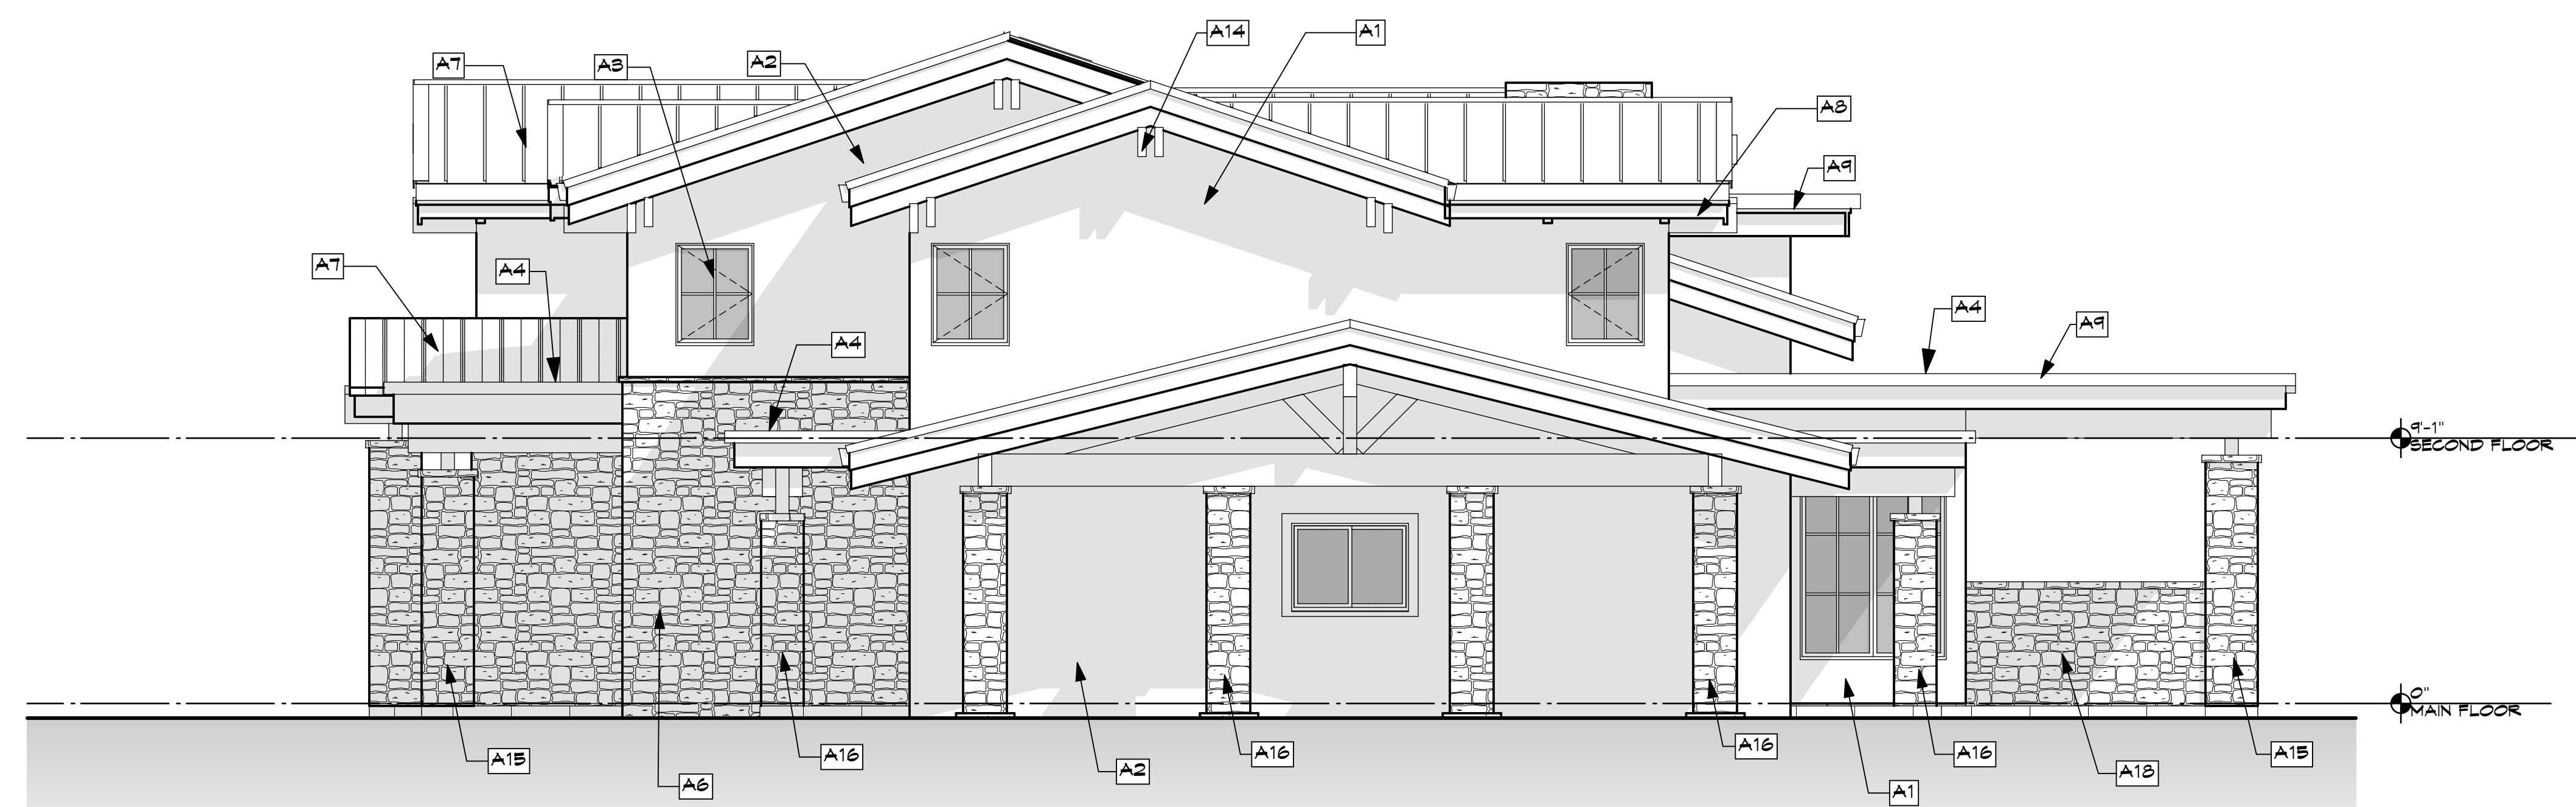 A14
A1
A7
A3
A2
A8
A9
A7
A4
A4
A9
A4
9'-1"
SECOND FLOOR
0"
MAIN FLOOR
A15
A16
A6
A2
A16
A16
A16
A1
A18
A15